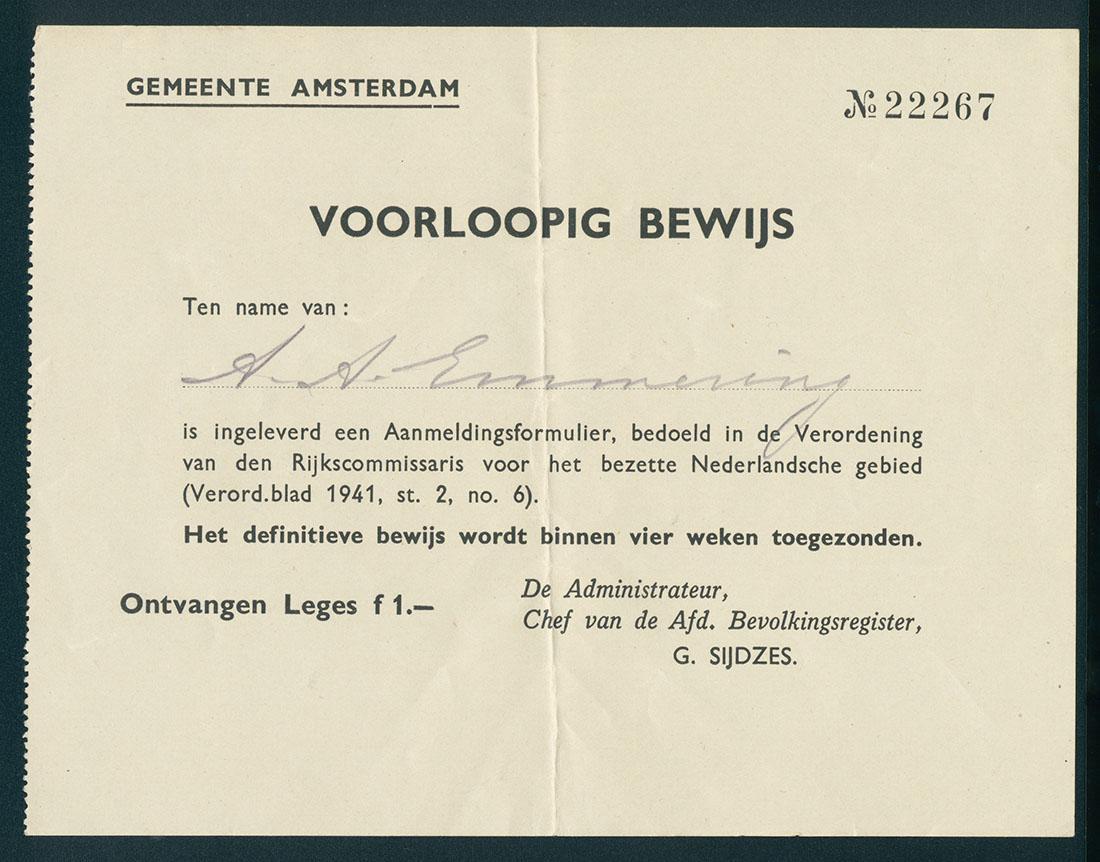 GEMEENTE AMSTERDAM
№ 22267
VOORLOOPIG BEWIJS
Ten name van :
A. A. Emmering
is ingeleverd een Aanmeldingsformulier, bedoeld in de Verordening
van den Rijkscommissaris voor het bezette Nederlandsche gebied
(Verord.blad 1941, st. 2, no. 6).
Het definitieve bewijs wordt binnen vier weken toegezonden.
Ontvangen Leges f 1.—
De Administrateur,
Chef van de Afd. Bevolkingsregister,
G. SIJDZES.